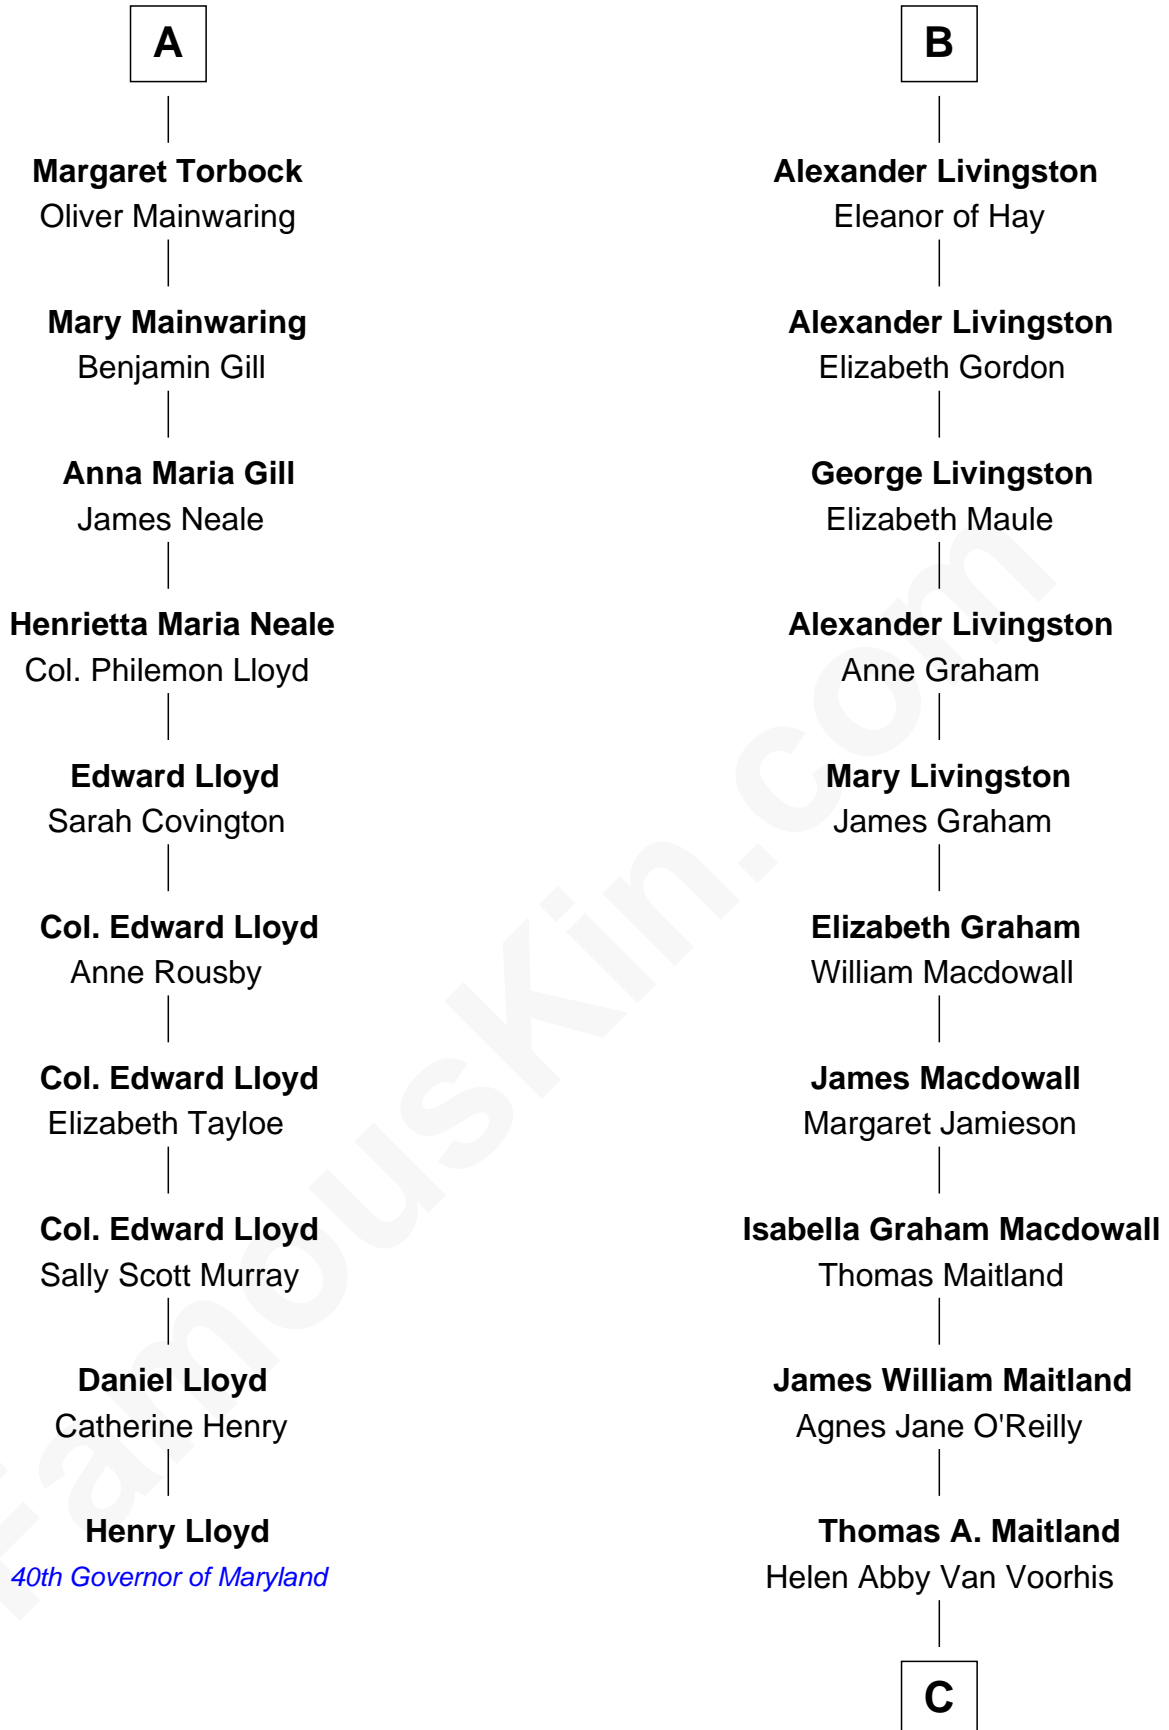 A
Margaret Torbock
Oliver Mainwaring
Mary Mainwaring
Benjamin Gill
Anna Maria Gill
James Neale
Henrietta Maria Neale
Col. Philemon Lloyd
Edward Lloyd
Sarah Covington
Col. Edward Lloyd
Anne Rousby
Col. Edward Lloyd
Elizabeth Tayloe
Col. Edward Lloyd
Sally Scott Murray
Daniel Lloyd
Catherine Henry
Henry Lloyd
40th Governor of Maryland
B
Alexander Livingston
Eleanor of Hay
Alexander Livingston
Elizabeth Gordon
George Livingston
Elizabeth Maule
Alexander Livingston
Anne Graham
Mary Livingston
James Graham
Elizabeth Graham
William Macdowall
James Macdowall
Margaret Jamieson
Isabella Graham Macdowall
Thomas Maitland
James William Maitland
Agnes Jane O'Reilly
Thomas A. Maitland
Helen Abby Van Voorhis
C
FamousKin.com